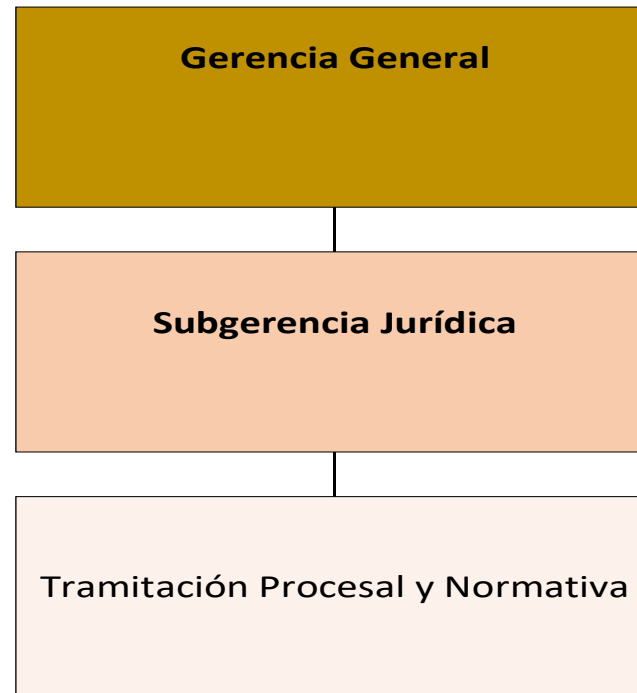 Gerencia General
Subgerencia Jurídica
Tramitación Procesal y Normativa